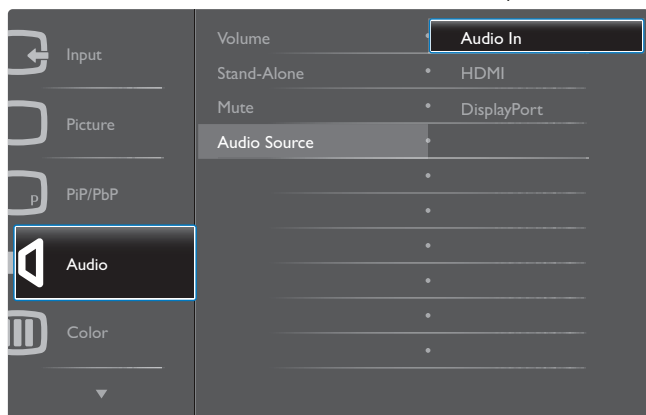 Input
Picture
P
PiP/PbP
Audio
Color
Volume
Stand-Alone
Mute
Audio Source
Audio In
HDMI
DisplayPort